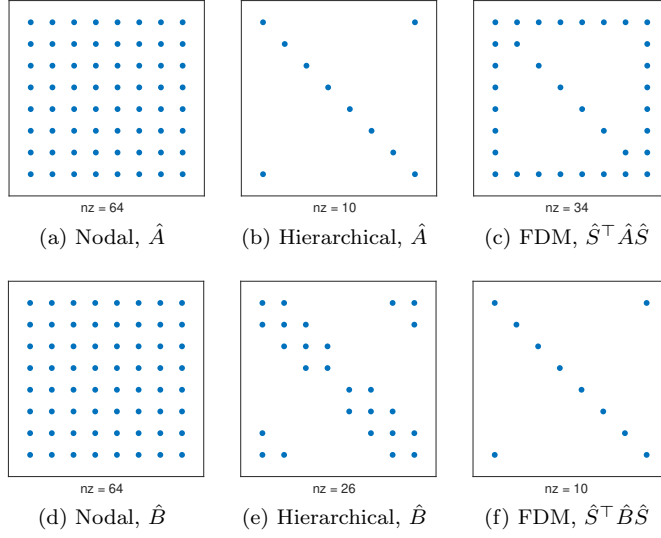 nz = 64
nz = 10
nz = 34
(a) Nodal, Â
(b) Hierarchical, Â
(c) FDM, Ŝ⊤ÂŜ
nz = 64
nz = 26
nz = 10
(d) Nodal, B̂
(e) Hierarchical, B̂
(f) FDM, Ŝ⊤B̂Ŝ